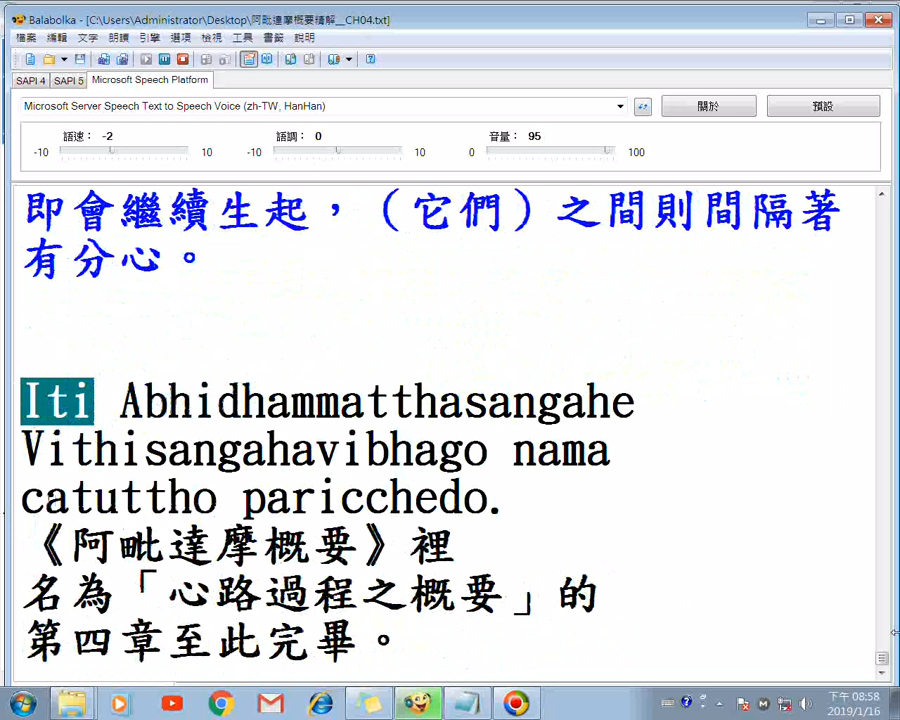 Balabolka - [C:\Users\Administrator\Desktop\阿毗達摩概要精解__CH04.txt]
檔案 編輯 文字 朗讀 引擎 選項 檢視 工具 書籤 說明
SAPI 4 SAPI 5 Microsoft Speech Platform
Microsoft Server Speech Text to Speech Voice (zh-TW, HanHan) 關於 預設
語速： -2 語調： 0 音量： 95
-10 10 -10 10 0 100
即會繼續生起，（它們）之間則間隔著
有分心。
Iti Abhidhammatthasangahe
Vithisangahavibhago nama
catuttho paricchedo.
《阿毗達摩概要》裡
名為「心路過程之概要」的
第四章至此完畢。
下午 08:58
2019/1/16